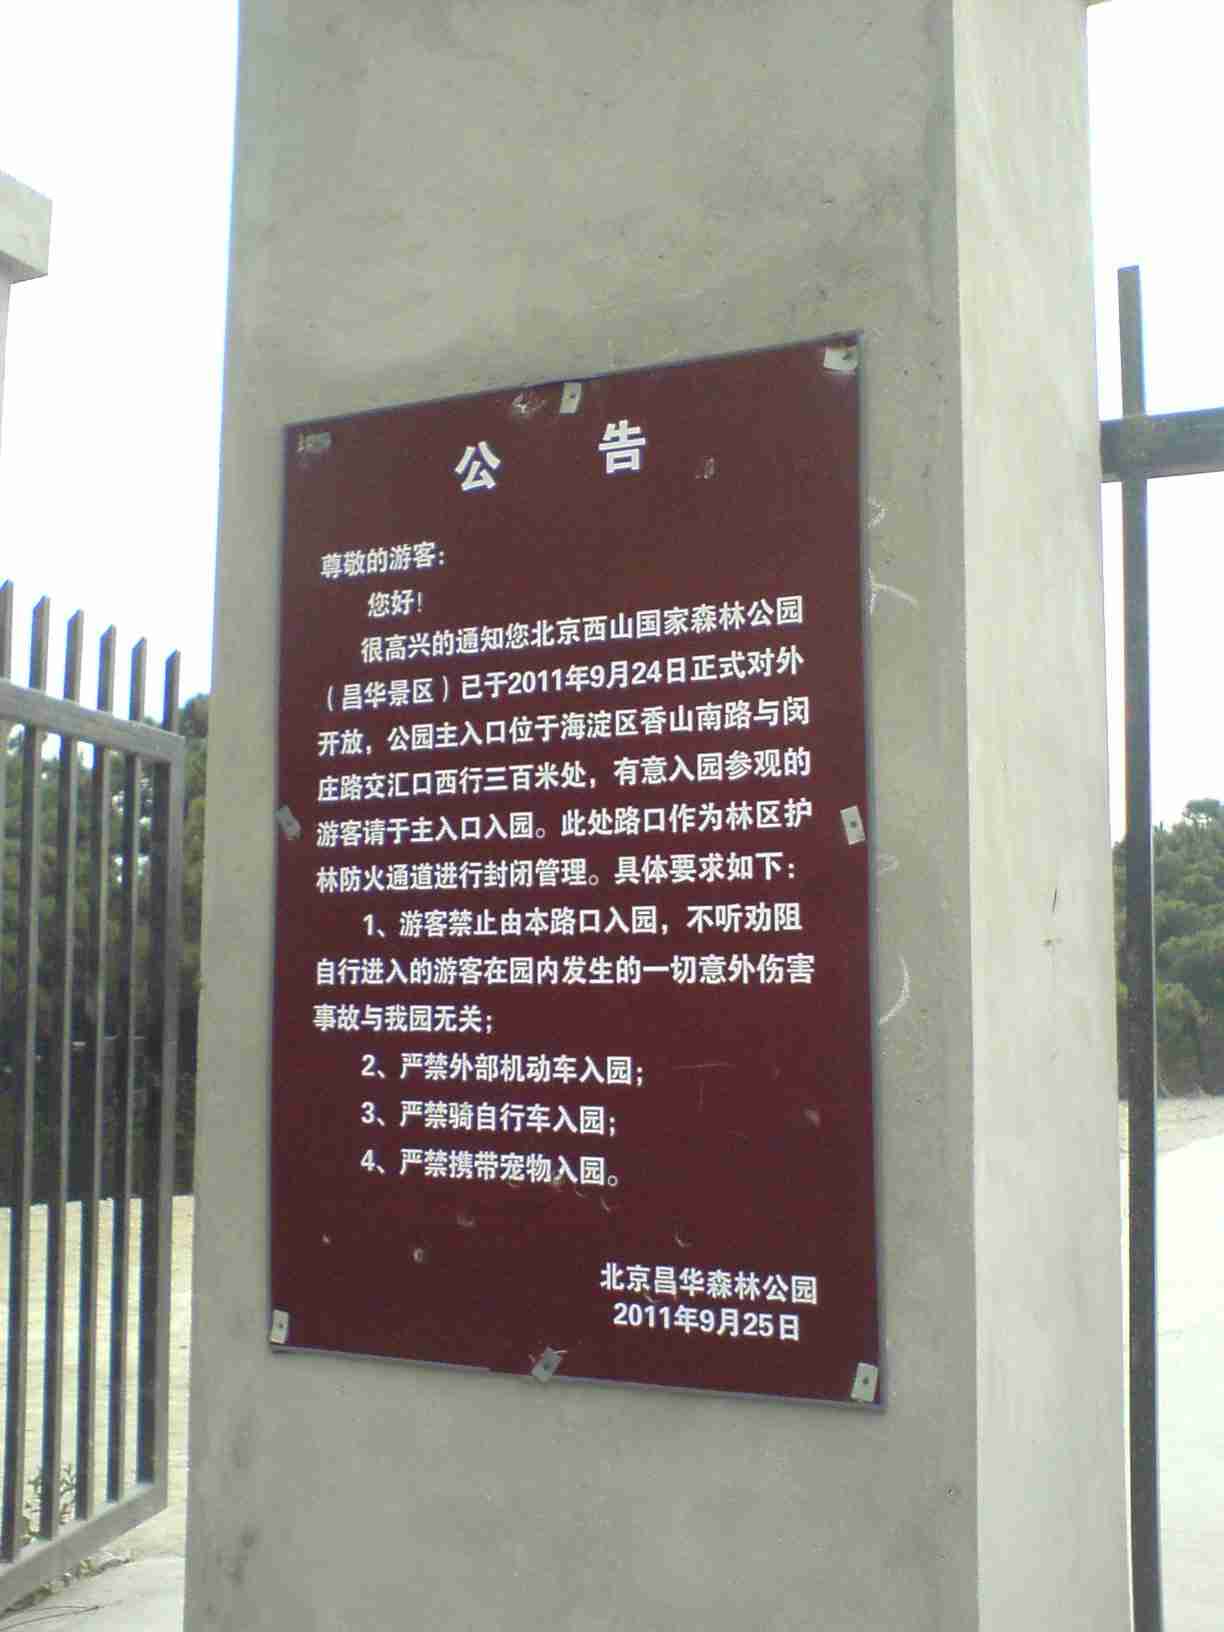 公 告
尊敬的游客：
您好！
很高兴的通知您北京西山国家森林公园
（昌华景区）已于2011年9月24日正式对外
开放，公园主入口位于海淀区香山南路与闵
庄路交汇口西行三百米处，有意入园参观的
游客请于主入口入园。此处路口作为林区护
林防火通道进行封闭管理。具体要求如下：
1、游客禁止由本路口入园，不听劝阻
自行进入的游客在园内发生的一切意外伤害
事故与我园无关；
2、严禁外部机动车入园；
3、严禁骑自行车入园；
4、严禁携带宠物入园。
北京昌华森林公园
2011年9月25日